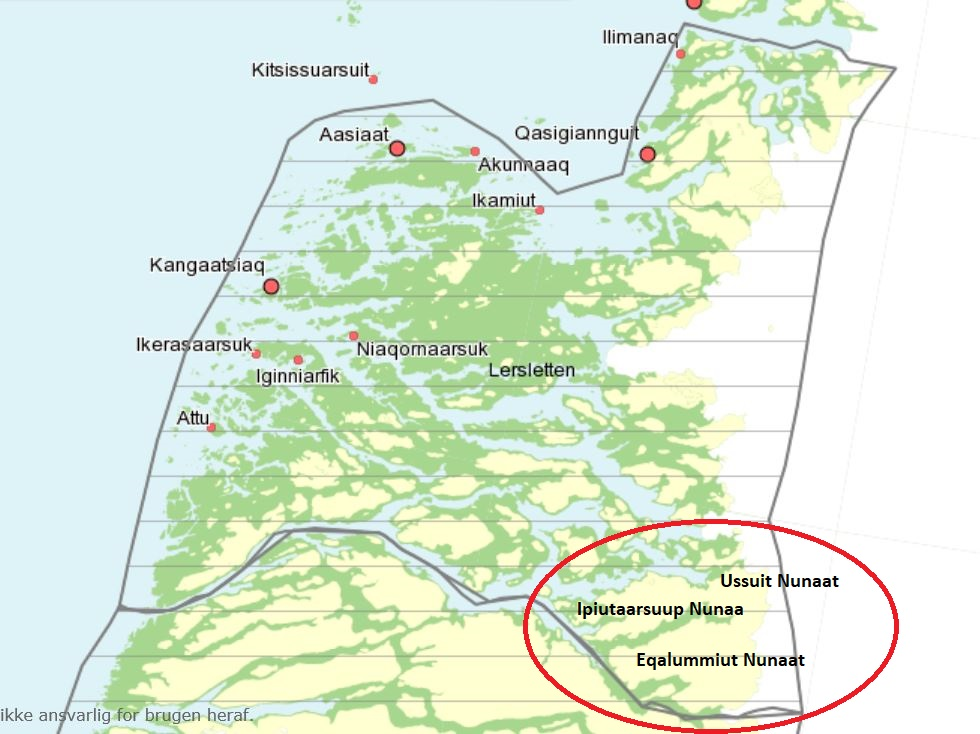 Ilimanaq
Kitsissuarsuit
Aasiaat
Qasigiannguit
Akunnaaq
Ikamiut
Kangaatsiaq
Ikerasaarsuk
Niaqornaarsuk
Iginniarfik
Lersletten
Attu
Ussuit Nunaat
Ipiutaarsuup Nunaa
Eqalummiut Nunaat
ikke ansvarlig for brugen heraf.